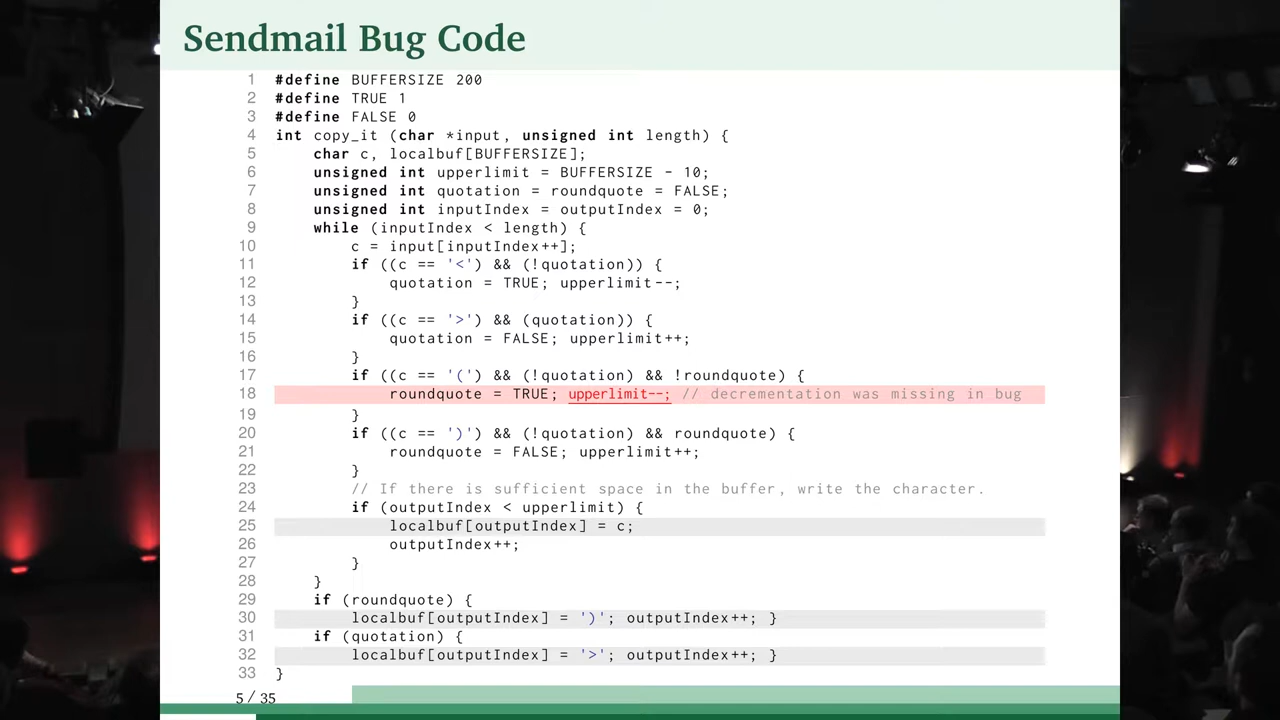 Sendmail Bug Code
1 #define BUFFERSIZE 200
2 #define TRUE 1
3 #define FALSE 0
4 int copy_it (char *input, unsigned int length) {
5 char c, localbuf[BUFFERSIZE];
6 unsigned int upperlimit = BUFFERSIZE - 10;
7 unsigned int quotation = roundquote = FALSE;
8 unsigned int inputIndex = outputIndex = 0;
9 while (inputIndex < length) {
10 c = input[inputIndex++];
11 if ((c == '<') && (!quotation)) {
12 quotation = TRUE; upperlimit--;
13 }
14 if ((c == '>') && (quotation)) {
15 quotation = FALSE; upperlimit++;
16 }
17 if ((c == '(') && (!quotation) && !roundquote) {
18 roundquote = TRUE; upperlimit--; // decrementation was missing in bug
19 }
20 if ((c == ')') && (!quotation) && roundquote) {
21 roundquote = FALSE; upperlimit++;
22 }
23 // If there is sufficient space in the buffer, write the character.
24 if (outputIndex < upperlimit) {
25 localbuf[outputIndex] = c;
26 outputIndex++;
27 }
28 }
29 if (roundquote) {
30 localbuf[outputIndex] = ')'; outputIndex++; }
31 if (quotation) {
32 localbuf[outputIndex] = '>'; outputIndex++; }
33 }
5 / 35